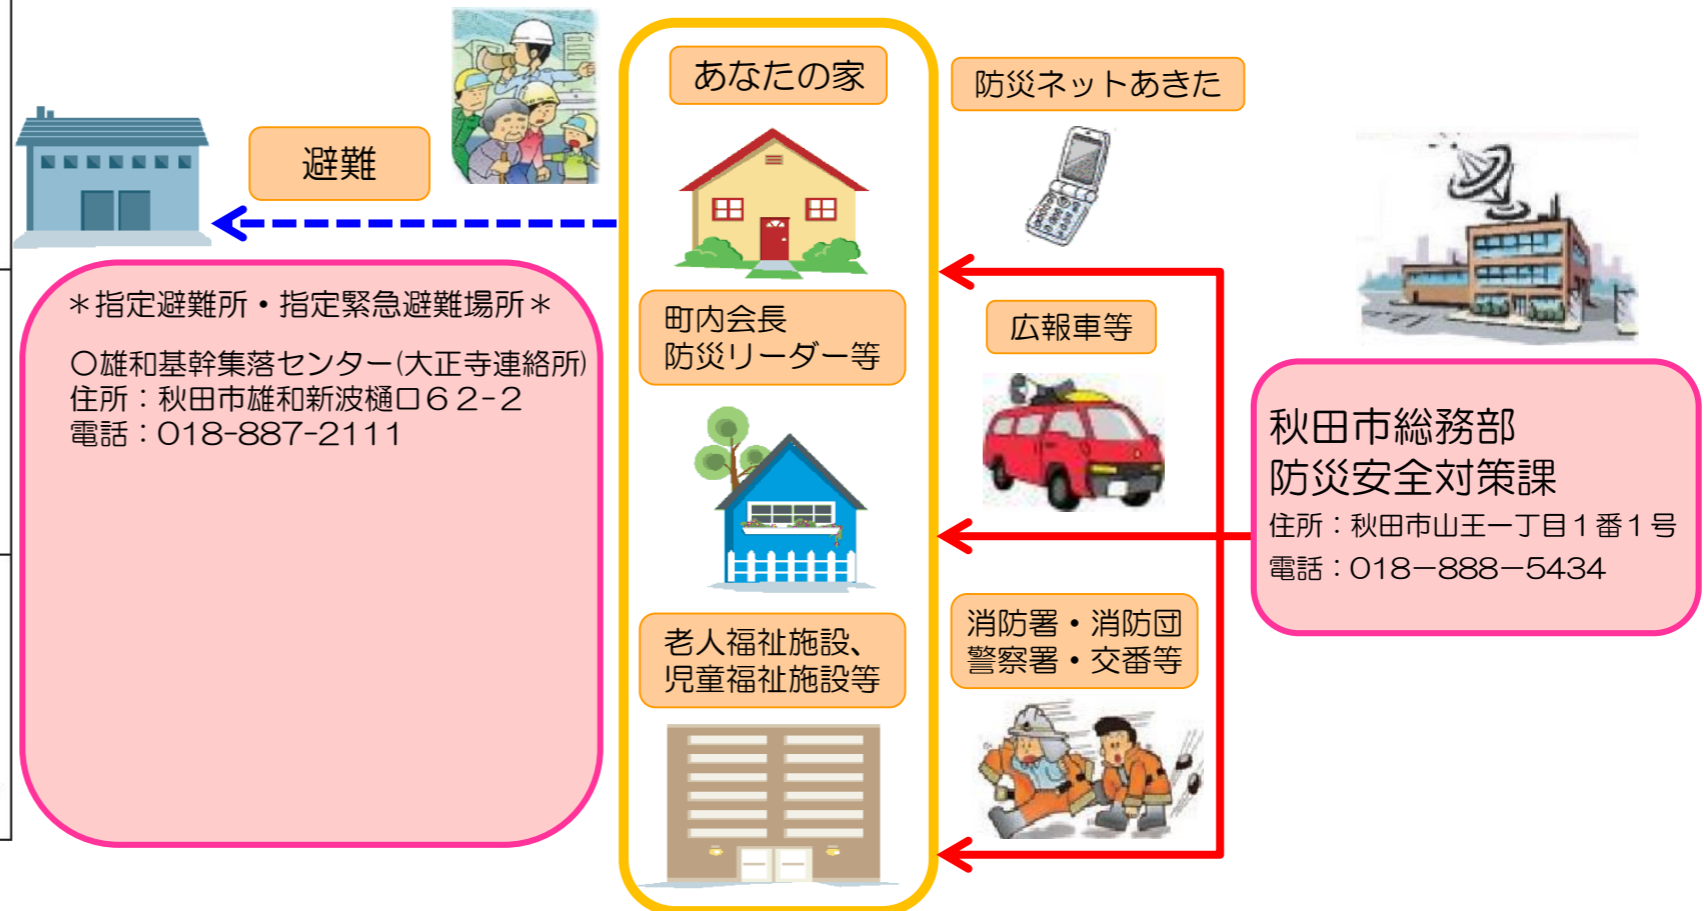 避難
*指定避難所・指定緊急避難場所*
〇雄和基幹集落センター(大正寺連絡所)
住所：秋田市雄和新波樋口６２-２
電話：018-887-2111
あなたの家
町内会長
防災リーダー等
老人福祉施設、
児童福祉施設等
防災ネットあきた
広報車等
消防署・消防団
警察署・交番等
秋田市総務部
防災安全対策課
住所：秋田市山王一丁目１番１号
電話：018－888－5434